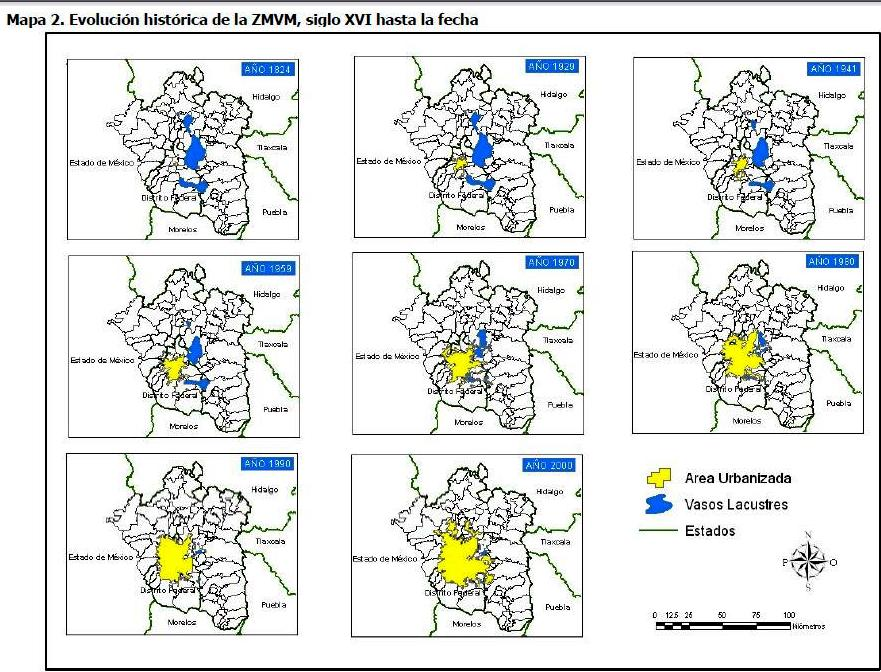 Mapa 2. Evolución histórica de la ZMVM, siglo XVI hasta la fecha
AÑO 1824
Hidalgo
Tlaxcala
Estado de México
Distrito Federal
Puebla
Morelos
AÑO 1929
Hidalgo
Tlaxcala
Estado de México
Distrito Federal
Puebla
Morelos
AÑO 1941
Hidalgo
Tlaxcala
Estado de México
Distrito Federal
Puebla
Morelos
AÑO 1959
Hidalgo
Tlaxcala
Estado de México
Distrito Federal
Puebla
Morelos
AÑO 1970
Hidalgo
Tlaxcala
Estado de México
Distrito Federal
Puebla
Morelos
AÑO 1980
Hidalgo
Tlaxcala
Estado de México
Distrito Federal
Puebla
Morelos
AÑO 1990
Hidalgo
Tlaxcala
Estado de México
Distrito Federal
Puebla
Morelos
AÑO 2000
Hidalgo
Tlaxcala
Estado de México
Distrito Federal
Puebla
Morelos
Area Urbanizada
Vasos Lacustres
Estados
N
P O
S
0 12.5 25 50 75 100
Kilómetros